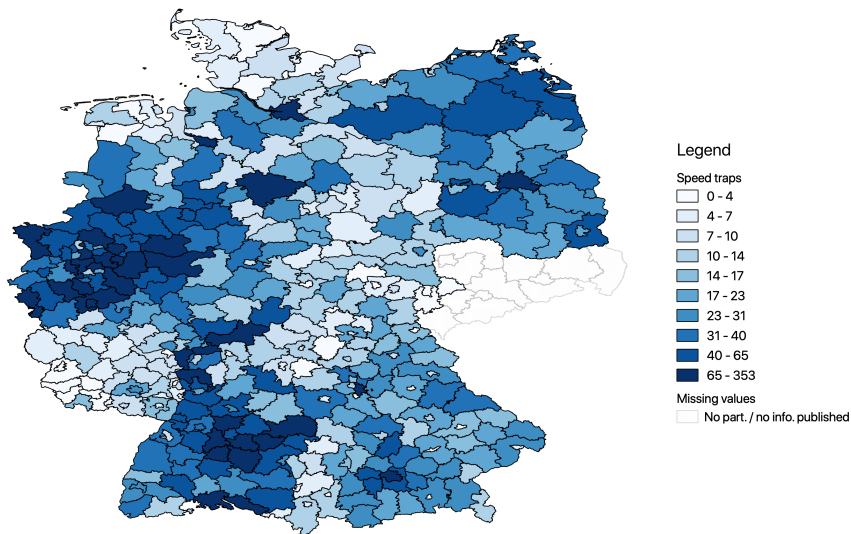 Legend
Speed traps
0 - 4
4 - 7
7 - 10
10 - 14
14 - 17
17 - 23
23 - 31
31 - 40
40 - 65
65 - 353
Missing values
No part. / no info. published